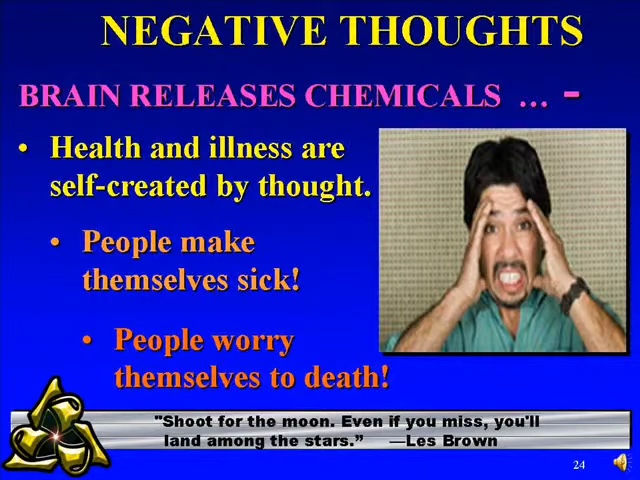 NEGATIVE THOUGHTS
BRAIN RELEASES CHEMICALS … -
• Health and illness are
self-created by thought.
• People make
themselves sick!
• People worry
themselves to death!
"Shoot for the moon. Even if you miss, you'll
land among the stars.” —Les Brown
24